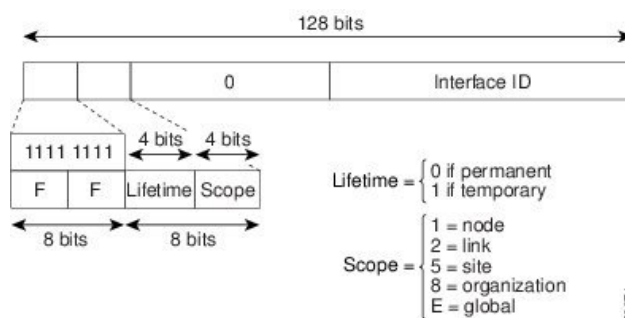 128 bits
0 Interface ID
4 bits 4 bits
1111 1111
F F Lifetime Scope
8 bits 8 bits
Lifetime = 0 if permanent
1 if temporary
Scope = 1 = node
2 = link
5 = site
8 = organization
E = global